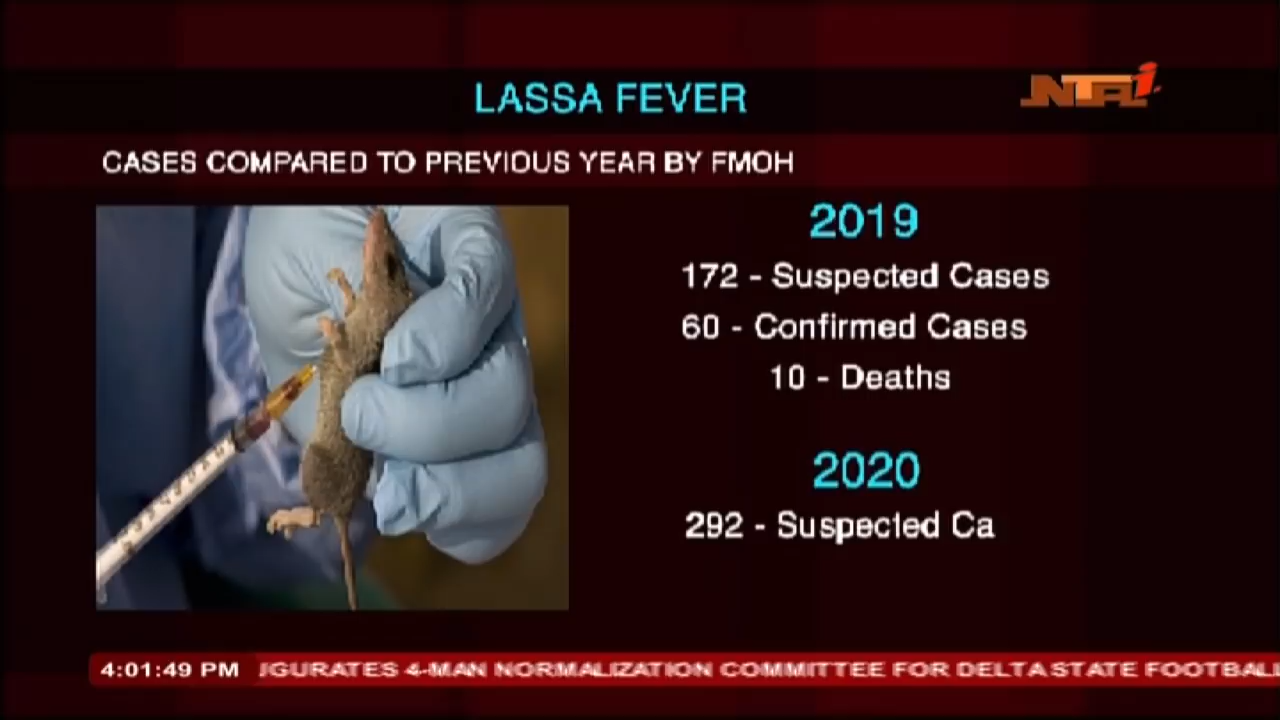 LASSA FEVER
NTAi
CASES COMPARED TO PREVIOUS YEAR BY FMOH
2019
172 - Suspected Cases
60 - Confirmed Cases
10 - Deaths
2020
292 - Suspected Ca
4:01:49 PM
IGURATES 4-MAN NORMALIZATION COMMITTEE FOR DELTA STATE FOOTBALL